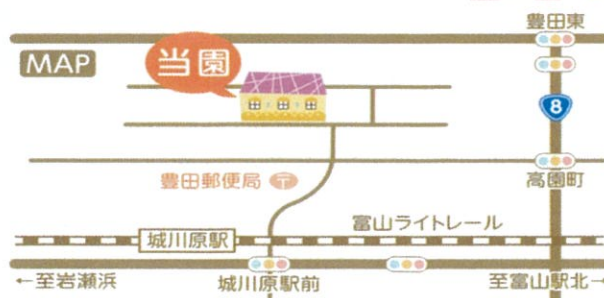 豊田東
MAP
当園
8
豊田郵便局 〒
高園町
富山ライトレール
城川原駅
←至岩瀬浜
城川原駅前
至富山駅北→